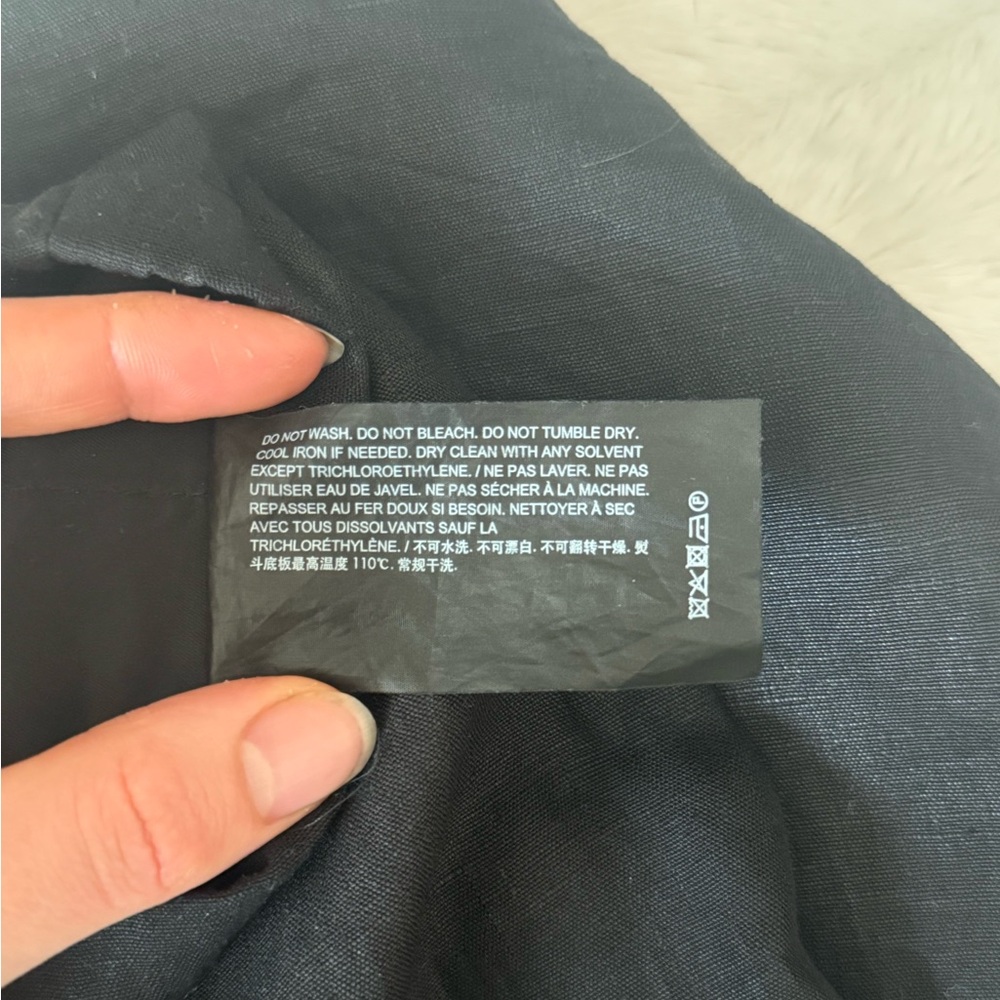 DO NOT WASH. DO NOT BLEACH. DO NOT TUMBLE DRY.
COOL IRON IF NEEDED. DRY CLEAN WITH ANY SOLVENT
EXCEPT TRICHLOROETHYLENE. / NE PAS LAVER. NE PAS
UTILISER EAU DE JAVEL. NE PAS SÉCHER À LA MACHINE.
REPASSER AU FER DOUX SI BESOIN. NETTOYER À SEC
AVEC TOUS DISSOLVANTS SAUF LA
TRICHLORÉTHYLÈNE. / 不可水洗. 不可漂白. 不可翻转干燥. 熨
斗底板最高温度 110℃. 常规干洗.
P